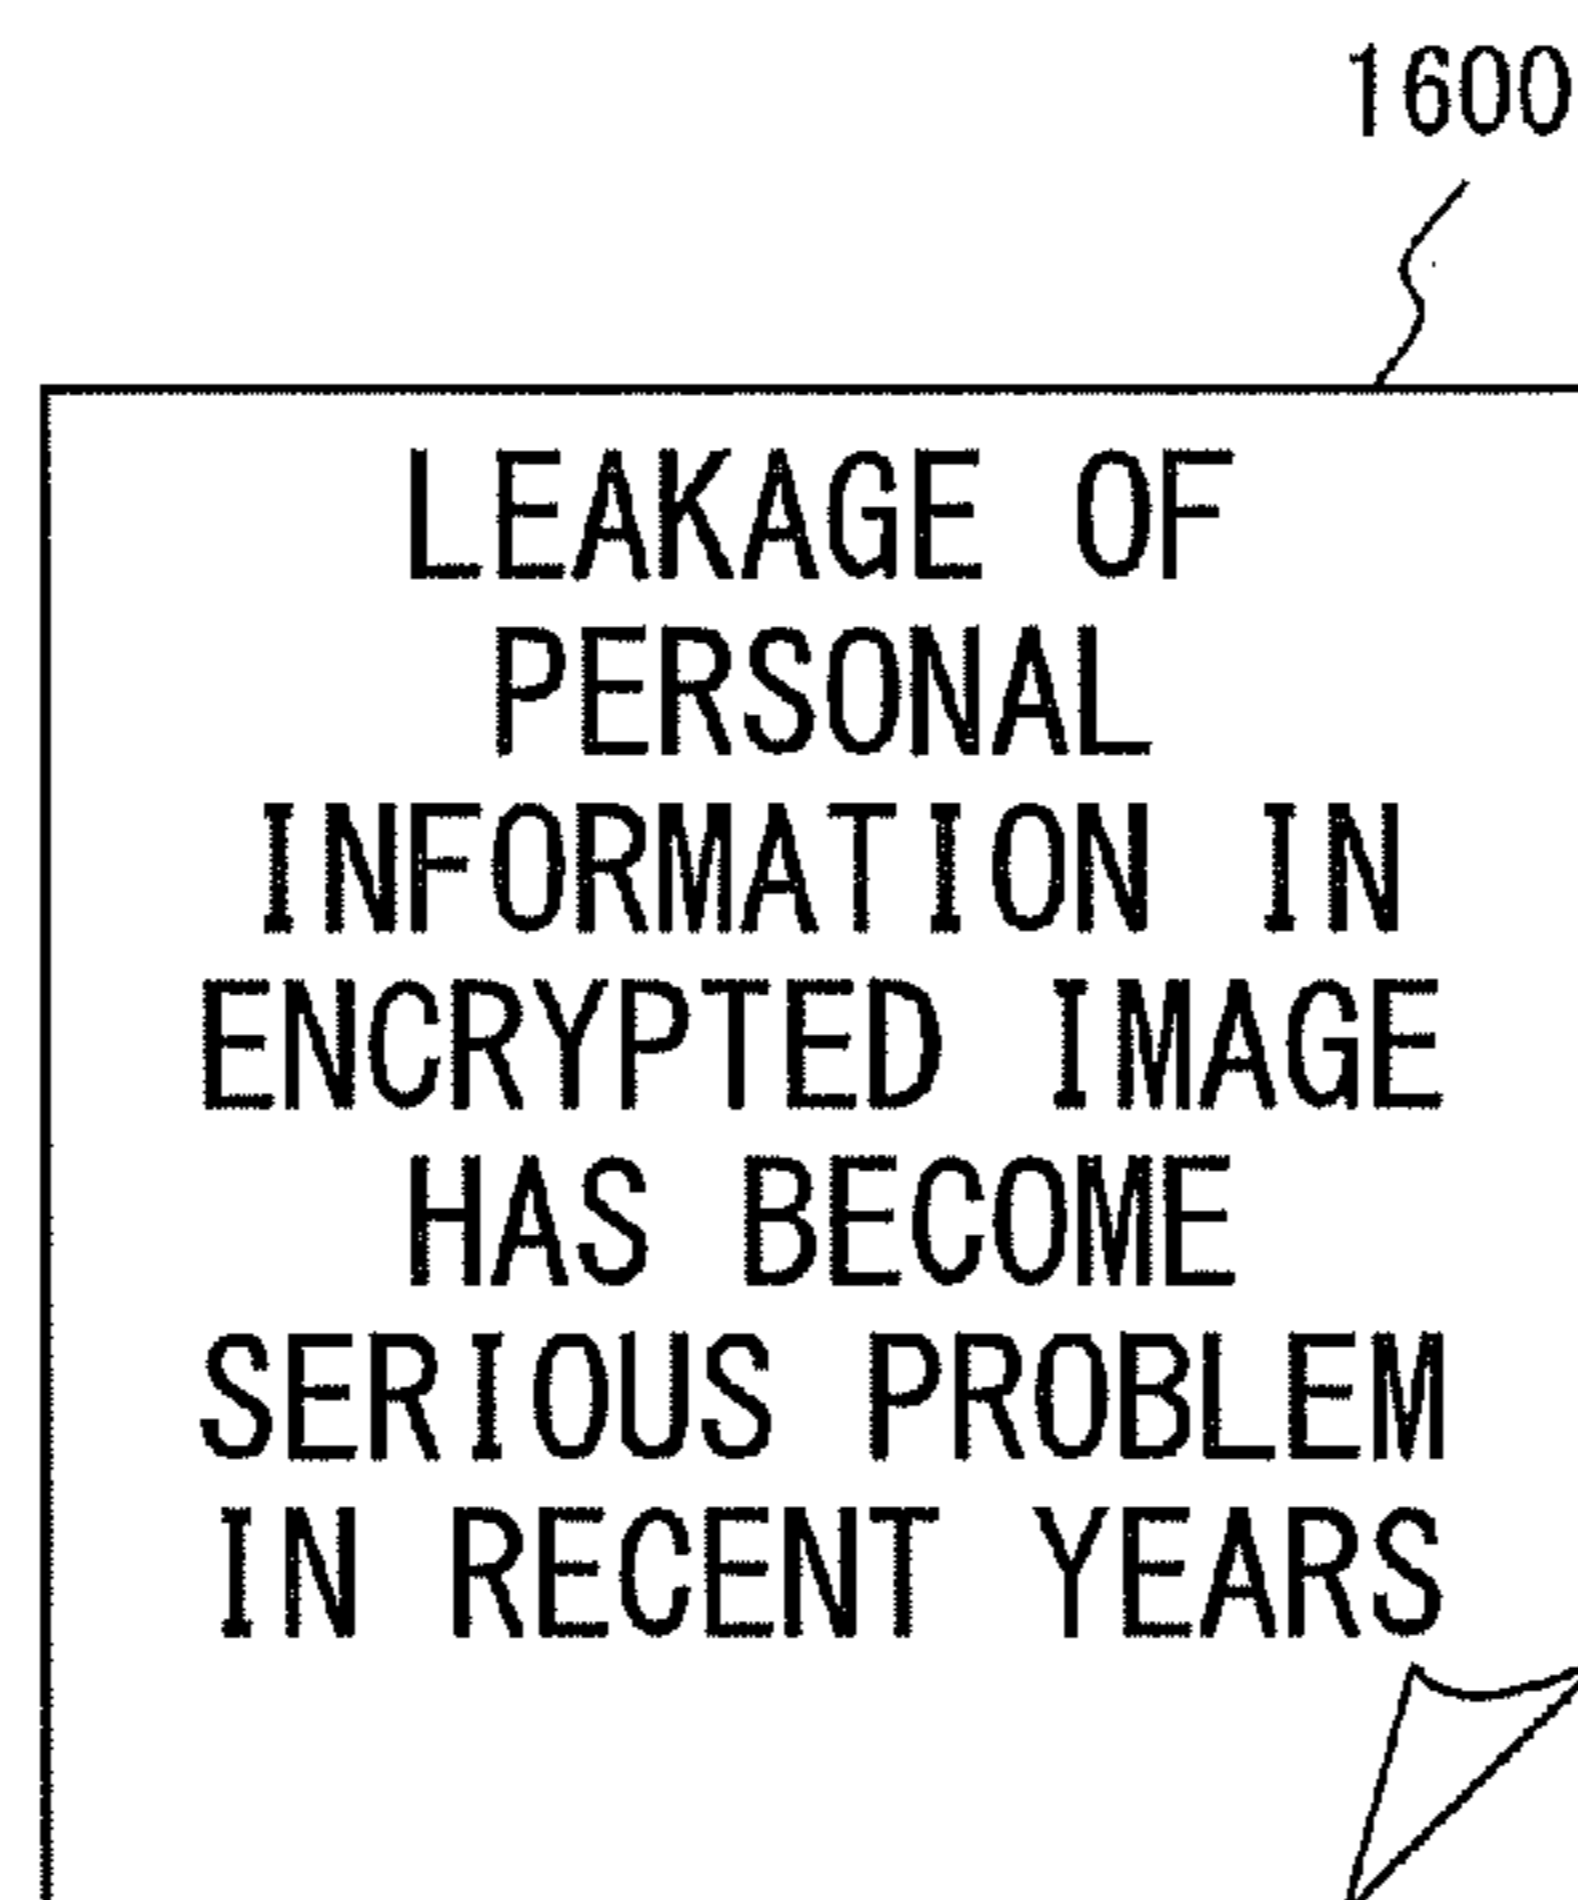 1600
LEAKAGE OF
PERSONAL
INFORMATION IN
ENCRYPTED IMAGE
HAS BECOME
SERIOUS PROBLEM
IN RECENT YEARS